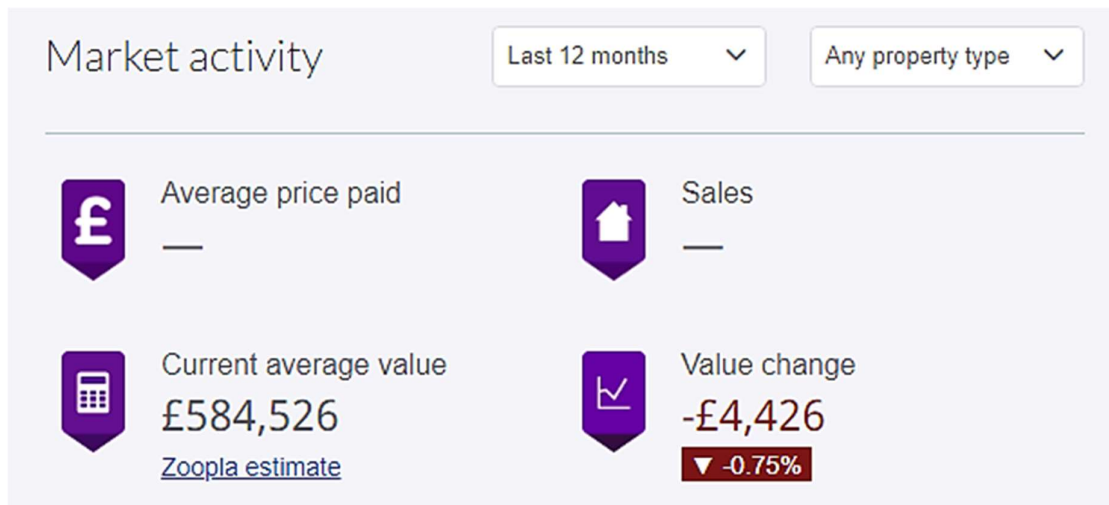 Market activity
Last 12 months
Any property type
£
Average price paid
—
Sales
—
Current average value
£584,526
Zoopla estimate
Value change
-£4,426
▼ -0.75%